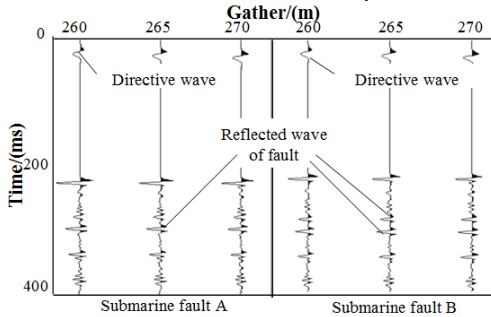 Gather/(m)
260 265 270 260 265 270
0
Directive wave Directive wave
Reflected wave
of fault
200
Time/(ms)
400
Submarine fault A Submarine fault B